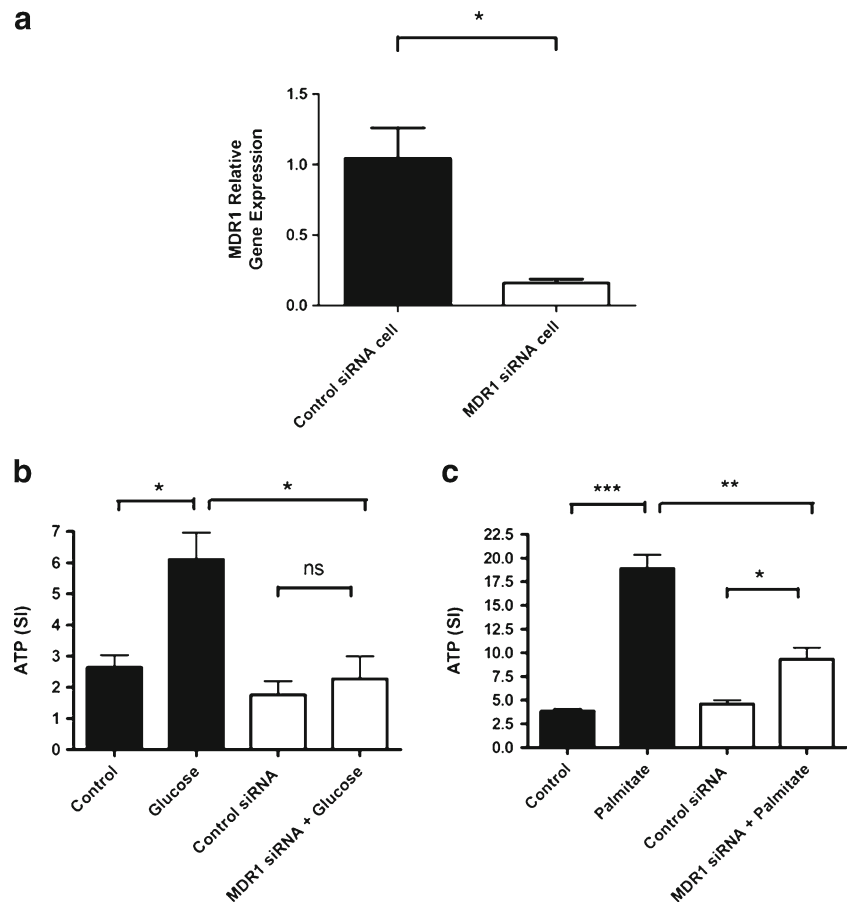 a
*
1.5
1.0
0.5
0.0
MDR1 Relative
Gene Expression
Control siRNA cell
MDR1 siRNA cell
b
*
*
ns
7
6
5
4
3
2
1
0
ATP (SI)
Control
Glucose
Control siRNA
MDR1 siRNA + Glucose
c
***
**
*
22.5
20.0
17.5
15.0
12.5
10.0
7.5
5.0
2.5
0.0
ATP (SI)
Control
Palmitate
Control siRNA
MDR1 siRNA + Palmitate